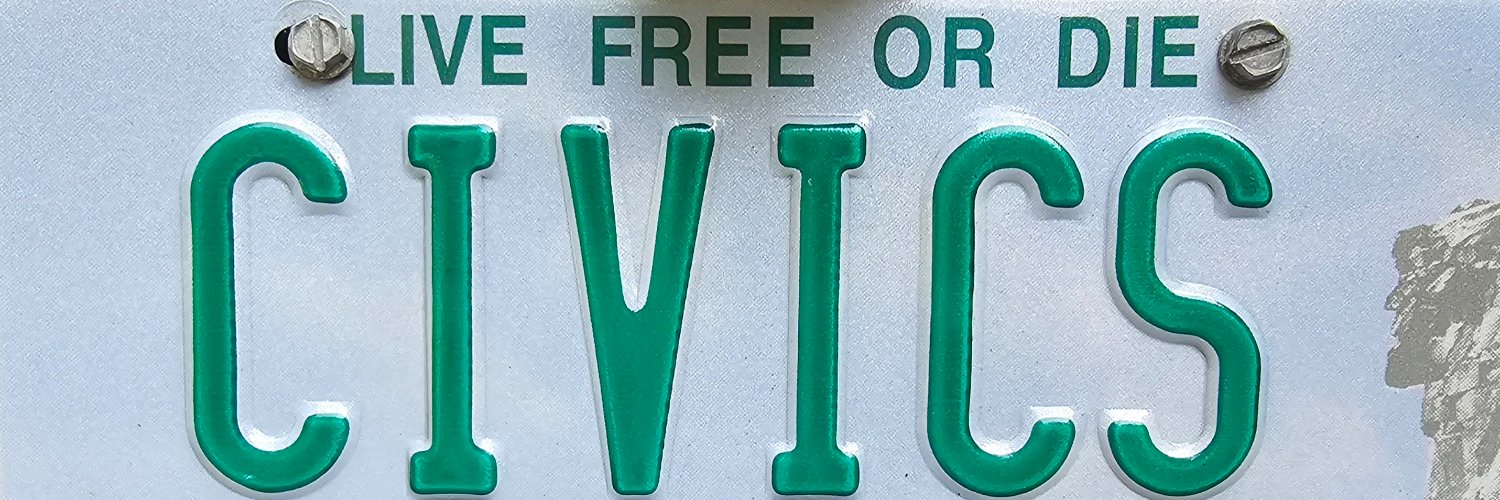 LIVE FREE OR DIE
CIVICS